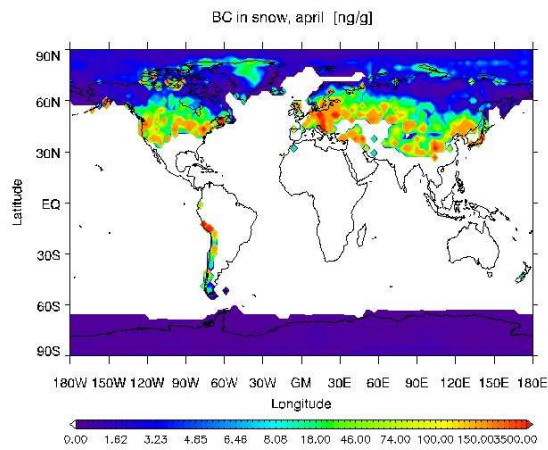 BC in snow, april [ng/g]
90N
60N
30N
EQ
30S
60S
90S
Latitude
180W 150W 120W 90W 60W 30W GM 30E 60E 90E 120E 150E 180E
Longitude
0.00 1.62 3.23 4.85 6.46 8.08 18.00 46.00 74.00 100.00 150.00 3500.00